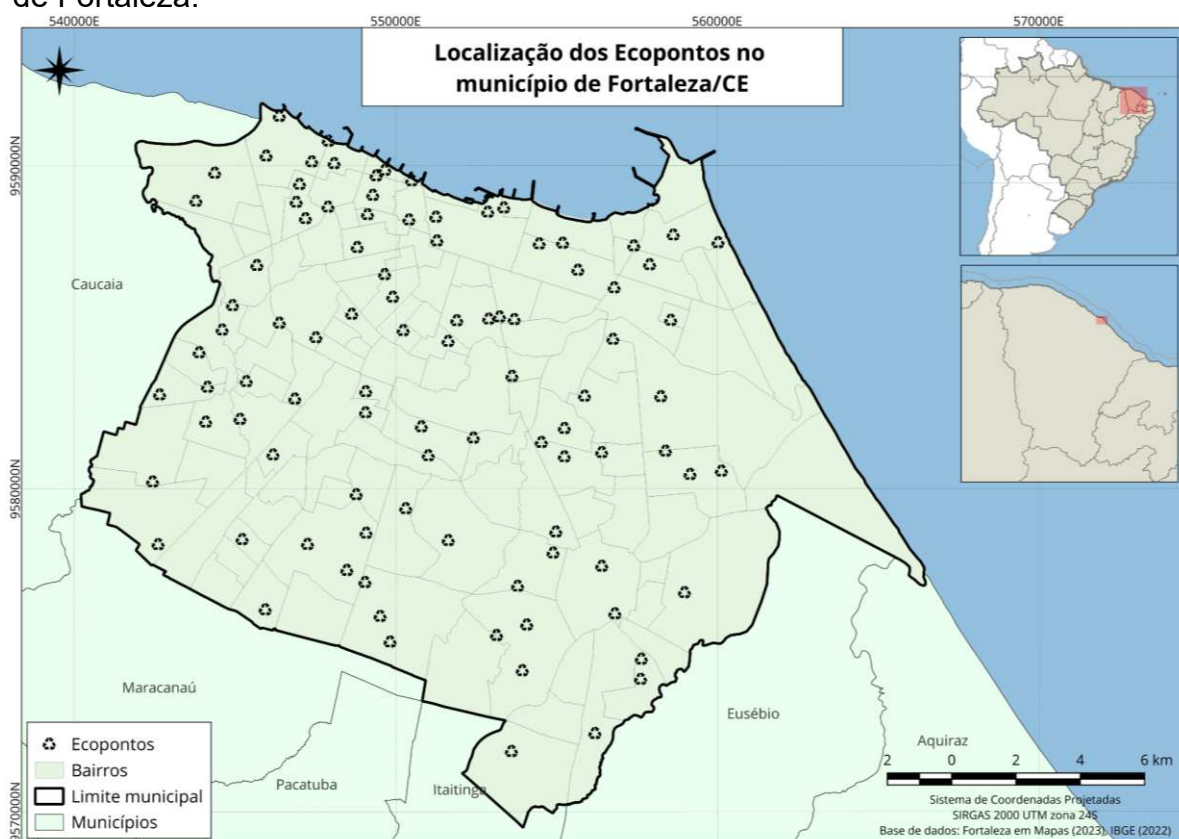 de Fortaleza.
540000E
550000E
560000E
570000E
Localização dos Ecopontos no
município de Fortaleza/CE
9590000N
Caucaia
9580000N
Maracanaú
Eusébio
Aquiraz
Pacatuba
Itaitinga
9570000N
Ecopontos
Bairros
Limite municipal
Municípios
2 0 2 4 6 km
Sistema de Coordenadas Projetadas
SIRGAS 2000 UTM zona 24S
Base de dados: Fortaleza em Mapas (2023), IBGE (2022)